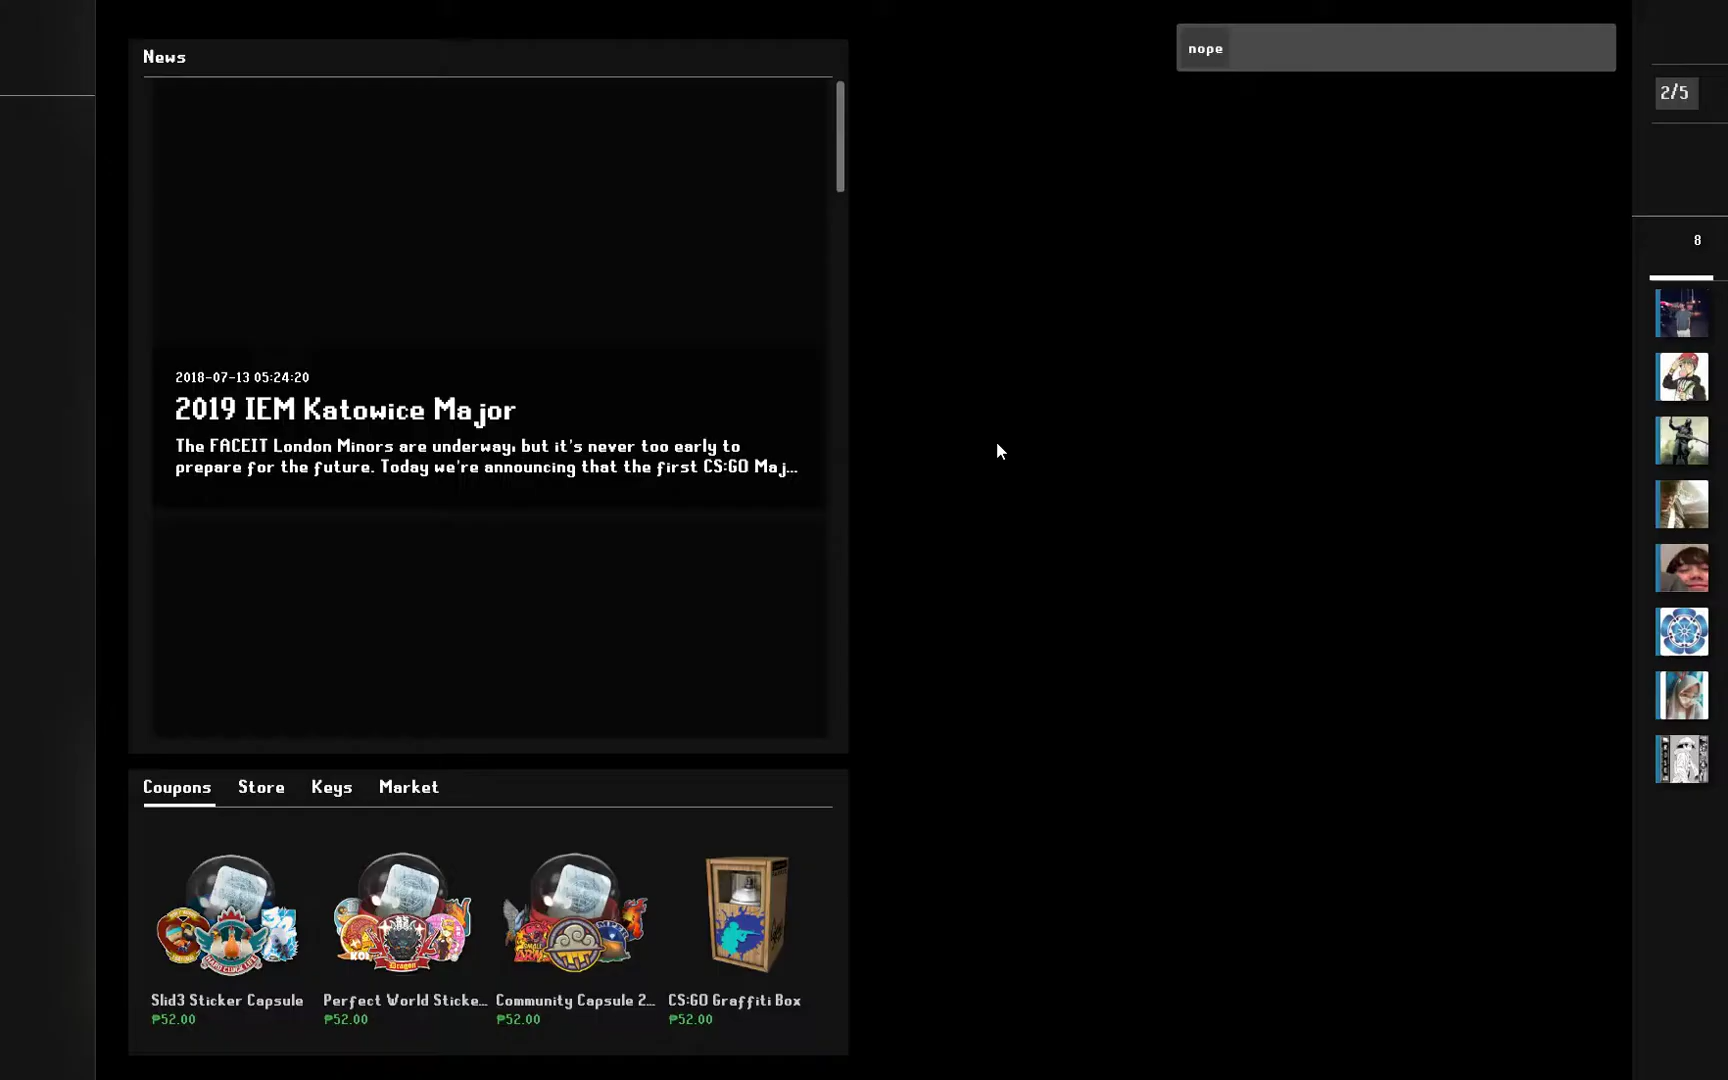 News
nope
2/5
8
2018-07-13 05:24:20
2019 IEM Katowice Major
The FACEIT London Minors are underway, but it's never too early to
prepare for the future. Today we're announcing that the first CS:GO Maj...
Coupons Store Keys Market
Slid3 Sticker Capsule Perfect World Sticke... Community Capsule 2... CS:GO Graffiti Box
₱52.00 ₱52.00 ₱52.00 ₱52.00